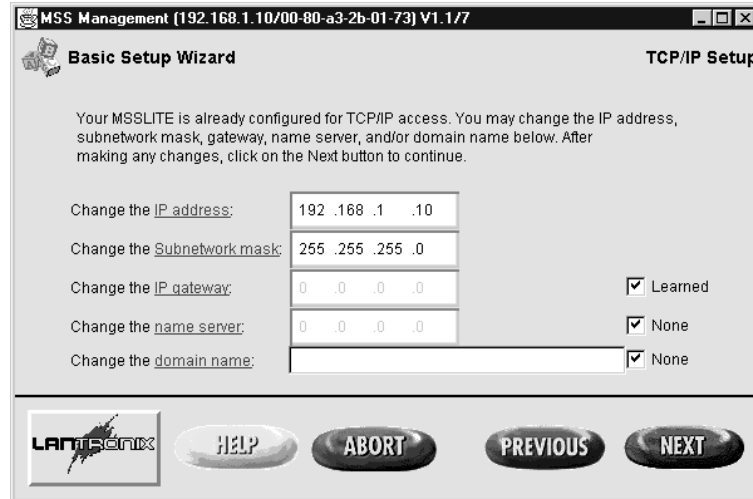 MSS Management (192.168.1.10/00-80-a3-2b-01-73) V1.1/7
Basic Setup Wizard TCP/IP Setup
Your MSSLITE is already configured for TCP/IP access. You may change the IP address,
subnetwork mask, gateway, name server, and/or domain name below. After
making any changes, click on the Next button to continue.
Change the IP address: 192 .168 .1 .10
Change the Subnetwork mask: 255 .255 .255 .0
Change the IP gateway: 0 .0 .0 .0 Learned
Change the name server: 0 .0 .0 .0 None
Change the domain name: None
LANTRONIX HELP ABORT PREVIOUS NEXT